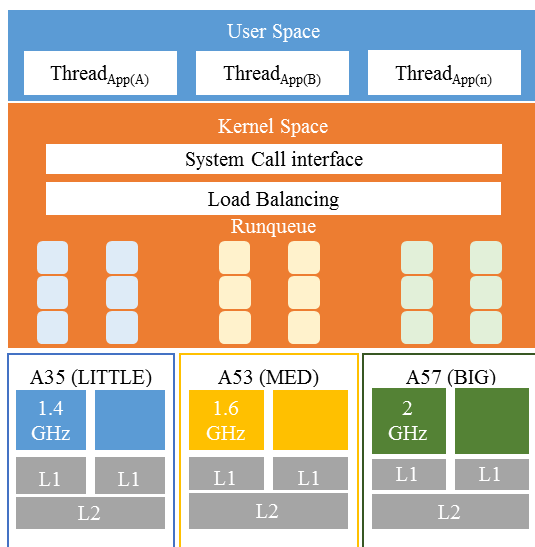 User Space
ThreadApp(A) ThreadApp(B) ThreadApp(n)
Kernel Space
System Call interface
Load Balancing
Runqueue
A35 (LITTLE) A53 (MED) A57 (BIG)
1.4 1.6 2
GHz GHz GHz
L1 L1 L1 L1 L1 L1
L2 L2 L2